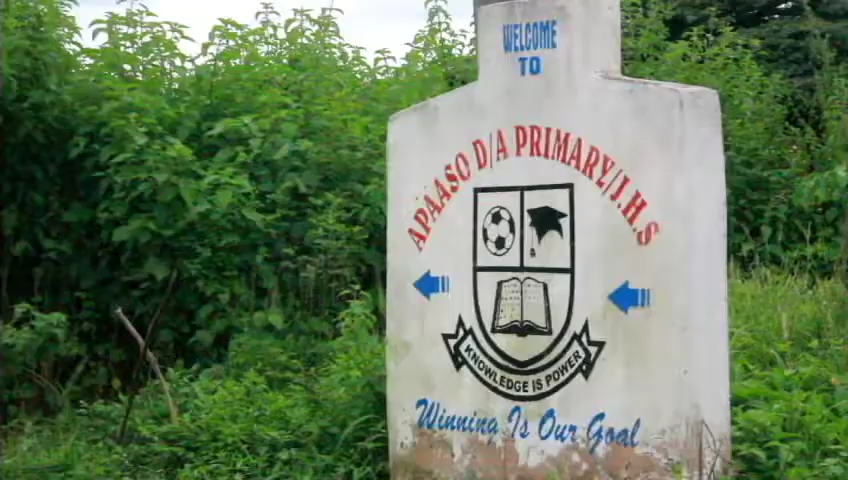 WELCOME
TO
APAASO D/A PRIMARY/J.H.S
KNOWLEDGE IS POWER
Winning Is Our Goal